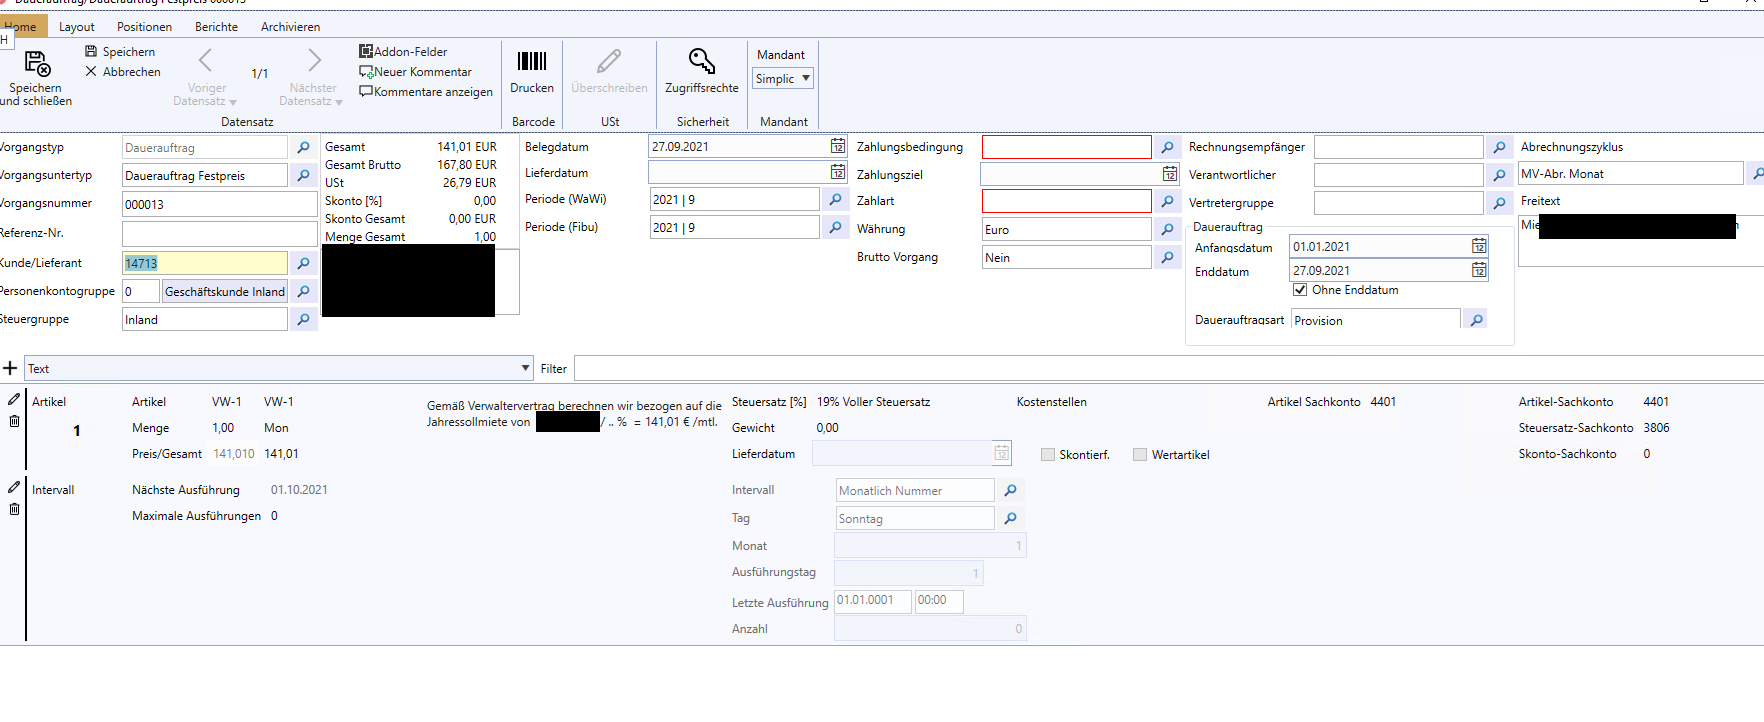 Dauerauftrag/Dauerauftrag Festpreis 000013
Home Layout Positionen Berichte Archivieren
H
Speichern und schließen
Speichern
Abbrechen
Voriger Datensatz
1/1
Nächster Datensatz
Addon-Felder
Neuer Kommentar
Kommentare anzeigen
Datensatz
Drucken
Barcode
Überschreiben
USt
Zugriffsrechte
Sicherheit
Mandant
Simplic
Mandant
Vorgangstyp Dauerauftrag
Vorgangsuntertyp Dauerauftrag Festpreis
Vorgangsnummer 000013
Referenz-Nr.
Kunde/Lieferant 14713
Personenkontogruppe 0 Geschäftskunde Inland
Steuergruppe Inland
Gesamt 141,01 EUR
Gesamt Brutto 167,80 EUR
USt 26,79 EUR
Skonto [%] 0,00
Skonto Gesamt 0,00 EUR
Menge Gesamt 1,00
Belegdatum 27.09.2021
Lieferdatum
Periode (WaWi) 2021 | 9
Periode (Fibu) 2021 | 9
Zahlungsbedingung
Zahlungsziel
Zahlart
Währung Euro
Brutto Vorgang Nein
Rechnungsempfänger
Verantwortlicher
Vertretergruppe
Dauerauftrag
Anfangsdatum 01.01.2021
Enddatum 27.09.2021
Ohne Enddatum
Dauerauftragsart Provision
Abrechnungszyklus
MV-Abr. Monat
Freitext
Mie
Text
Filter
Artikel
1
Artikel VW-1 VW-1
Menge 1,00 Mon
Preis/Gesamt 141,010 141,01
Gemäß Verwaltervertrag berechnen wir bezogen auf die
Jahressollmiete von / .. % = 141,01 € /mtl.
Steuersatz [%] 19% Voller Steuersatz
Gewicht 0,00
Lieferdatum
Kostenstellen
Skontierf. Wertartikel
Artikel Sachkonto 4401
Artikel-Sachkonto 4401
Steuersatz-Sachkonto 3806
Skonto-Sachkonto 0
Intervall
Nächste Ausführung 01.10.2021
Maximale Ausführungen 0
Intervall Monatlich Nummer
Tag Sonntag
Monat 1
Ausführungstag 1
Letzte Ausführung 01.01.0001 00:00
Anzahl 0